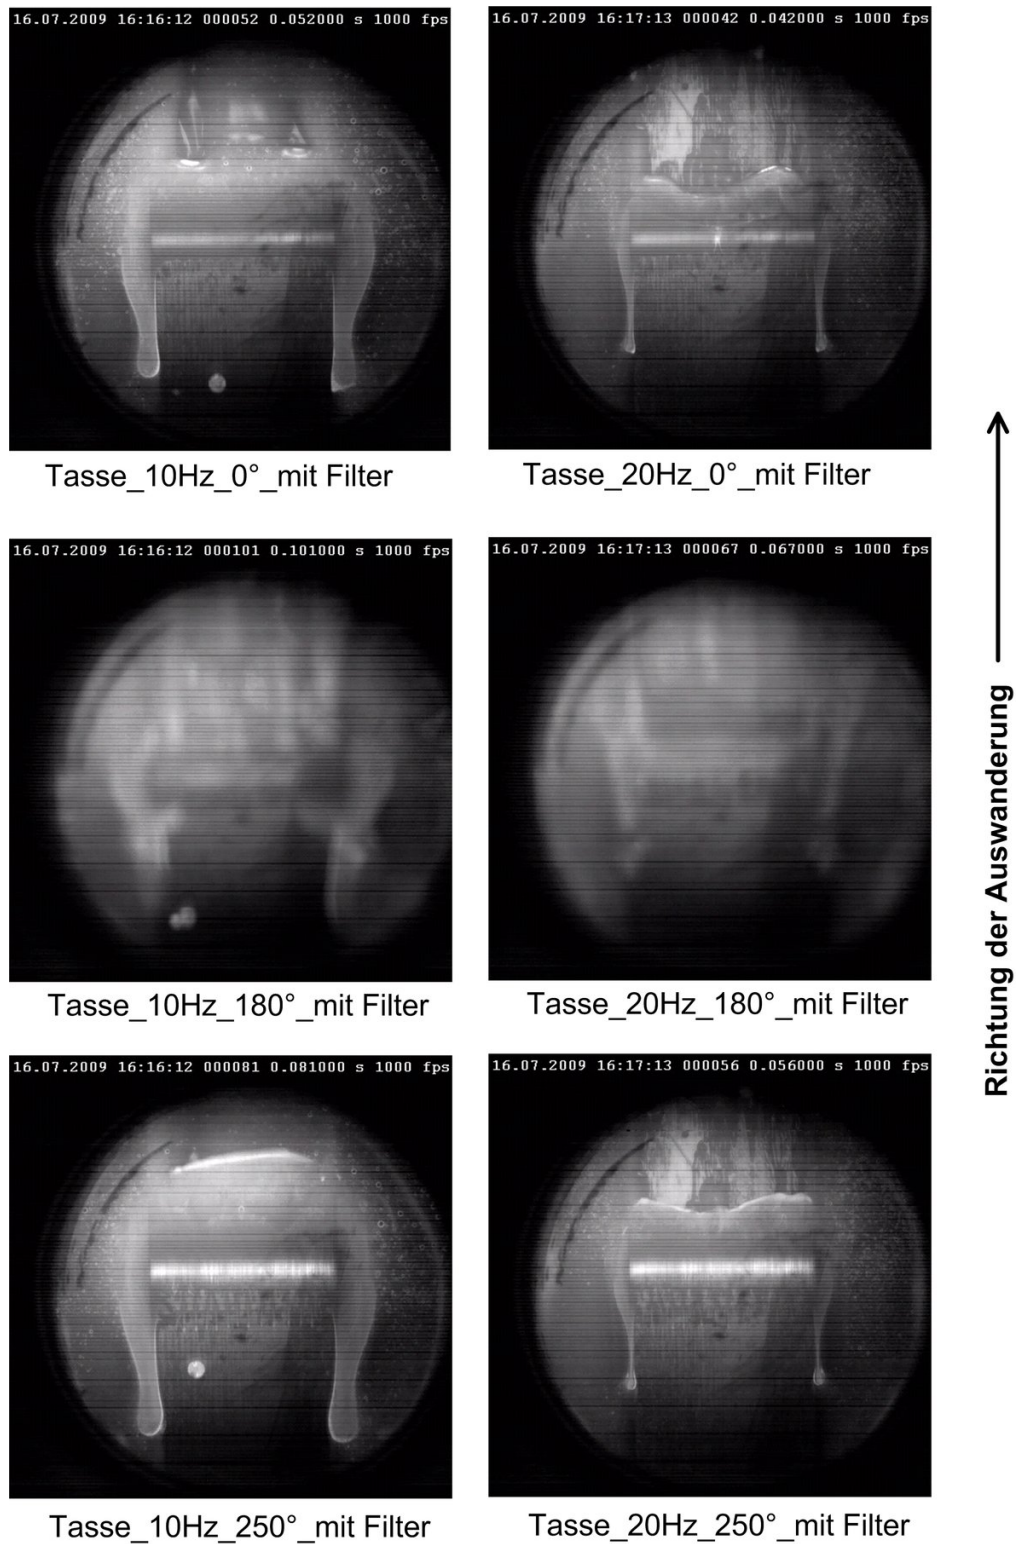 16.07.2009 16:16:12 000052 0.052000 s 1000 fps
16.07.2009 16:17:13 000042 0.042000 s 1000 fps
Tasse_10Hz_0°_mit Filter
Tasse_20Hz_0°_mit Filter
16.07.2009 16:16:12 000101 0.101000 s 1000 fps
16.07.2009 16:17:13 000067 0.067000 s 1000 fps
Tasse_10Hz_180°_mit Filter
Tasse_20Hz_180°_mit Filter
16.07.2009 16:16:12 000081 0.081000 s 1000 fps
16.07.2009 16:17:13 000056 0.056000 s 1000 fps
Tasse_10Hz_250°_mit Filter
Tasse_20Hz_250°_mit Filter
Richtung der Auswanderung